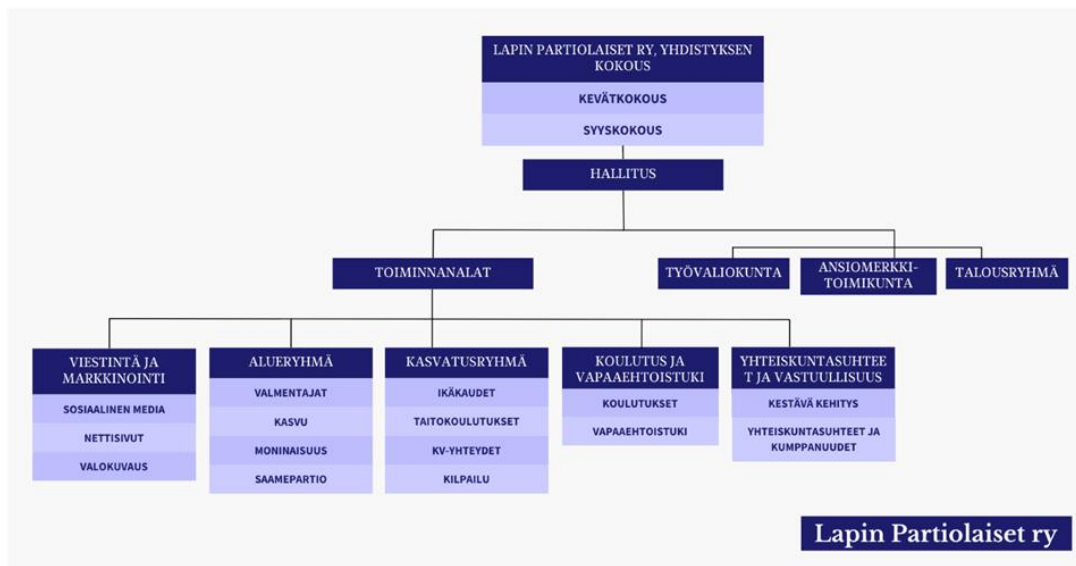 LAPIN PARTIOLAISET RY, YHDISTYKSEN
KOKOUS
KEVÄTKOKOUS
SYYSKOKOUS
HALLITUS
TOIMINNANALAT
TYÖVALIOKUNTA
ANSIOMERKKI-
TOIMIKUNTA
TALOUSRYHMÄ
VIESTINTÄ JA
MARKKINOINTI
SOSIAALINEN MEDIA
NETTISIVUT
VALOKUVAUS
ALUERYHMÄ
VALMENTAJAT
KASVU
MONINAISUUS
SAAMEPARTIO
KASVATUSRYHMÄ
IKÄKAUDET
TAITOKOULUTUKSET
KV-YHTEYDET
KILPAILU
KOULUTUS JA
VAPAAEHTOISTUKI
KOULUTUKSET
VAPAAEHTOISTUKI
YHTEISKUNTASUHTEE
T JA VASTUULLISUUS
KESTÄVÄ KEHITYS
YHTEISKUNTASUHTEET JA
KUMPPANUUDET
Lapin Partiolaiset ry